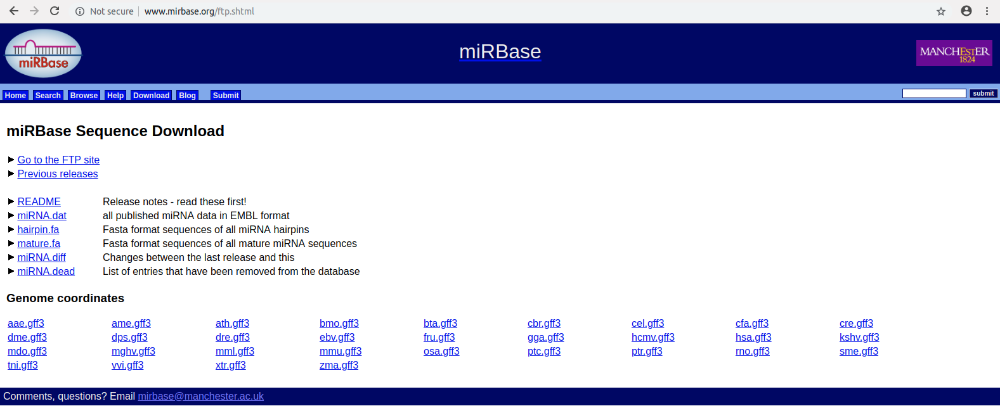 Not secure www.mirbase.org/ftp.shtml
miRBase
miRBase
MANCHESTER
1824
Home Search Browse Help Download Blog Submit submit
miRBase Sequence Download
Go to the FTP site
Previous releases
README Release notes - read these first!
miRNA.dat all published miRNA data in EMBL format
hairpin.fa Fasta format sequences of all miRNA hairpins
mature.fa Fasta format sequences of all mature miRNA sequences
miRNA.diff Changes between the last release and this
miRNA.dead List of entries that have been removed from the database
Genome coordinates
aae.gff3 ame.gff3 ath.gff3 bmo.gff3 bta.gff3 cbr.gff3 cel.gff3 cfa.gff3 cre.gff3
dme.gff3 dps.gff3 dre.gff3 ebv.gff3 fru.gff3 gga.gff3 hcmv.gff3 hsa.gff3 kshv.gff3
mdo.gff3 mghv.gff3 mml.gff3 mmu.gff3 osa.gff3 ptc.gff3 ptr.gff3 rno.gff3 sme.gff3
tni.gff3 vvi.gff3 xtr.gff3 zma.gff3
Comments, questions? Email mirbase@manchester.ac.uk